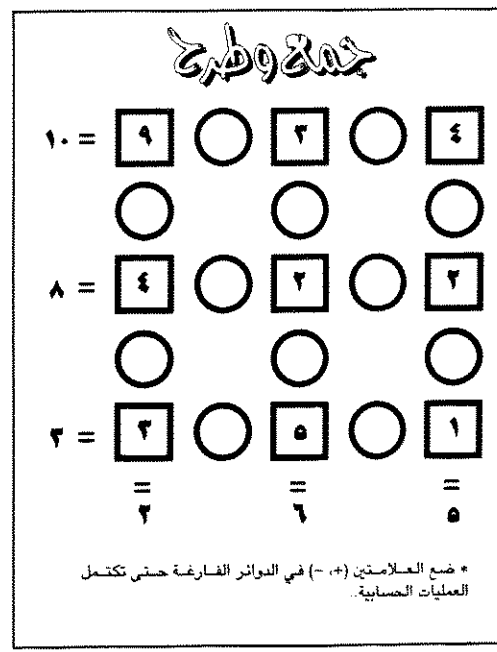 جمع وطرح
٤ ٣ ٩ = ١٠
٢ ٢ ٤ = ٨
١ ٥ ٣ = ٣
= = =
٥ ٦ ٢
* ضع العلامتين (+، -) في الدوائر الفارغة حتى تكتمل
العمليات الحسابية..